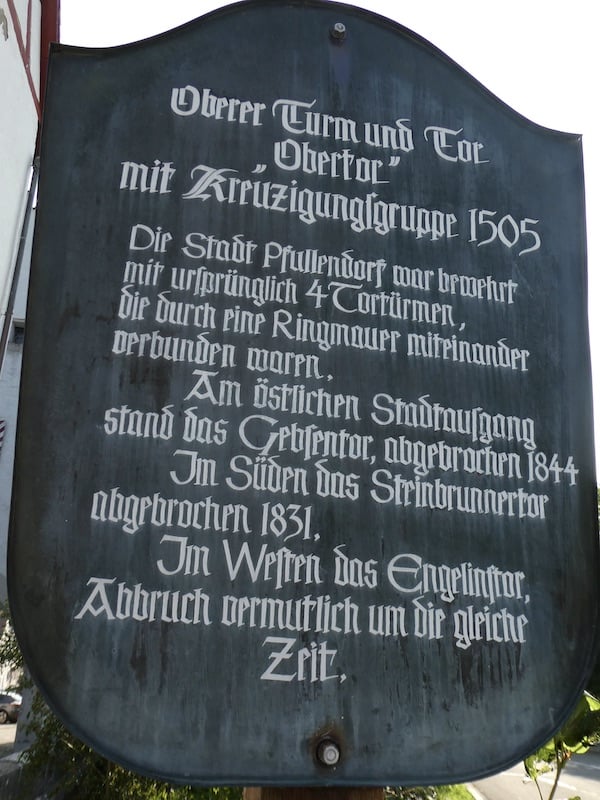 Oberer Turm und Tor
„Obertor"
mit Kreüzigungsgruppe 1505
Die Stadt Pfullendorf war bewehrt
mit ursprünglich 4 Tortürmen,
die durch eine Ringmauer miteinander
verbunden waren.
Am östlichen Stadtausgang
stand das Gebsentor, abgebrochen 1844
Im Süden das Steinbrunnertor
abgebrochen 1831.
Im Westen das Engelinstor,
Abbruch vermutlich um die gleiche
Zeit.